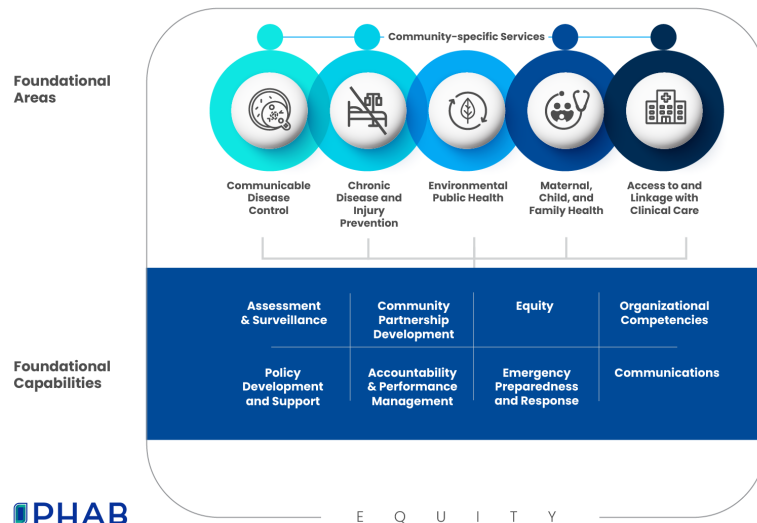 Community-specific Services
Foundational
Areas
Communicable
Disease
Control
Chronic
Disease and
Injury
Prevention
Environmental
Public Health
Maternal,
Child, and
Family Health
Access to and
Linkage with
Clinical Care
Foundational
Capabilities
Assessment
& Surveillance
Community
Partnership
Development
Equity
Organizational
Competencies
Policy
Development
and Support
Accountability
& Performance
Management
Emergency
Preparedness
and Response
Communications
PHAB
EQUITY